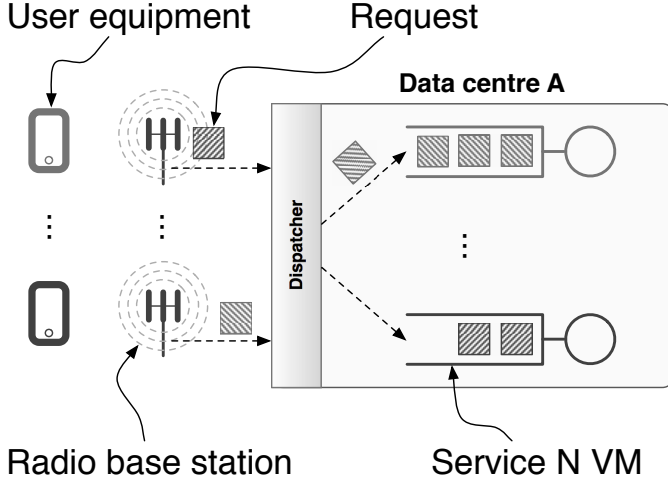 User equipment
Request
Data centre A
Dispatcher
Radio base station
Service N VM